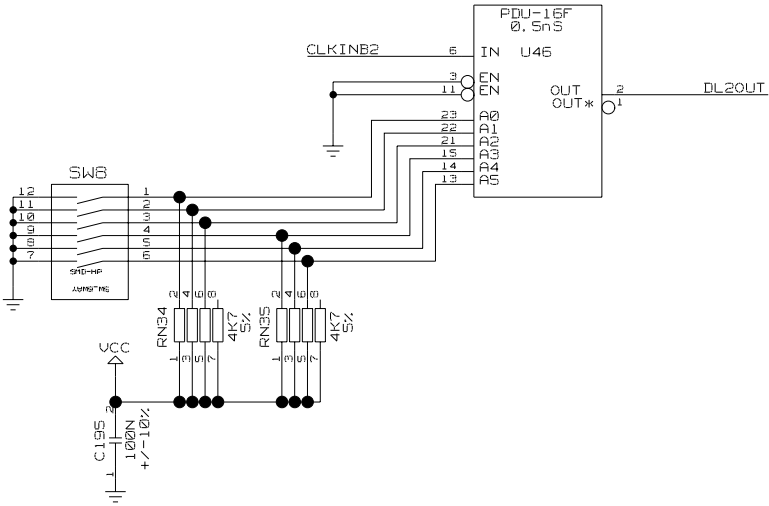 PDU-16F
0.5nS
CLKINB2
6
IN
U46
3
EN
11
EN
OUT
2
DL2OUT
OUT*
1
23
A0
22
A1
21
A2
15
A3
14
A4
13
A5
SW8
12
1
11
2
10
3
9
4
8
5
7
6
SMD-HP
SW_6WAY
2
4
6
8
RN34
4K7
5%
1
3
5
7
2
4
6
8
RN35
4K7
5%
1
3
5
7
VCC
2
C195
100N
+/-10%
1